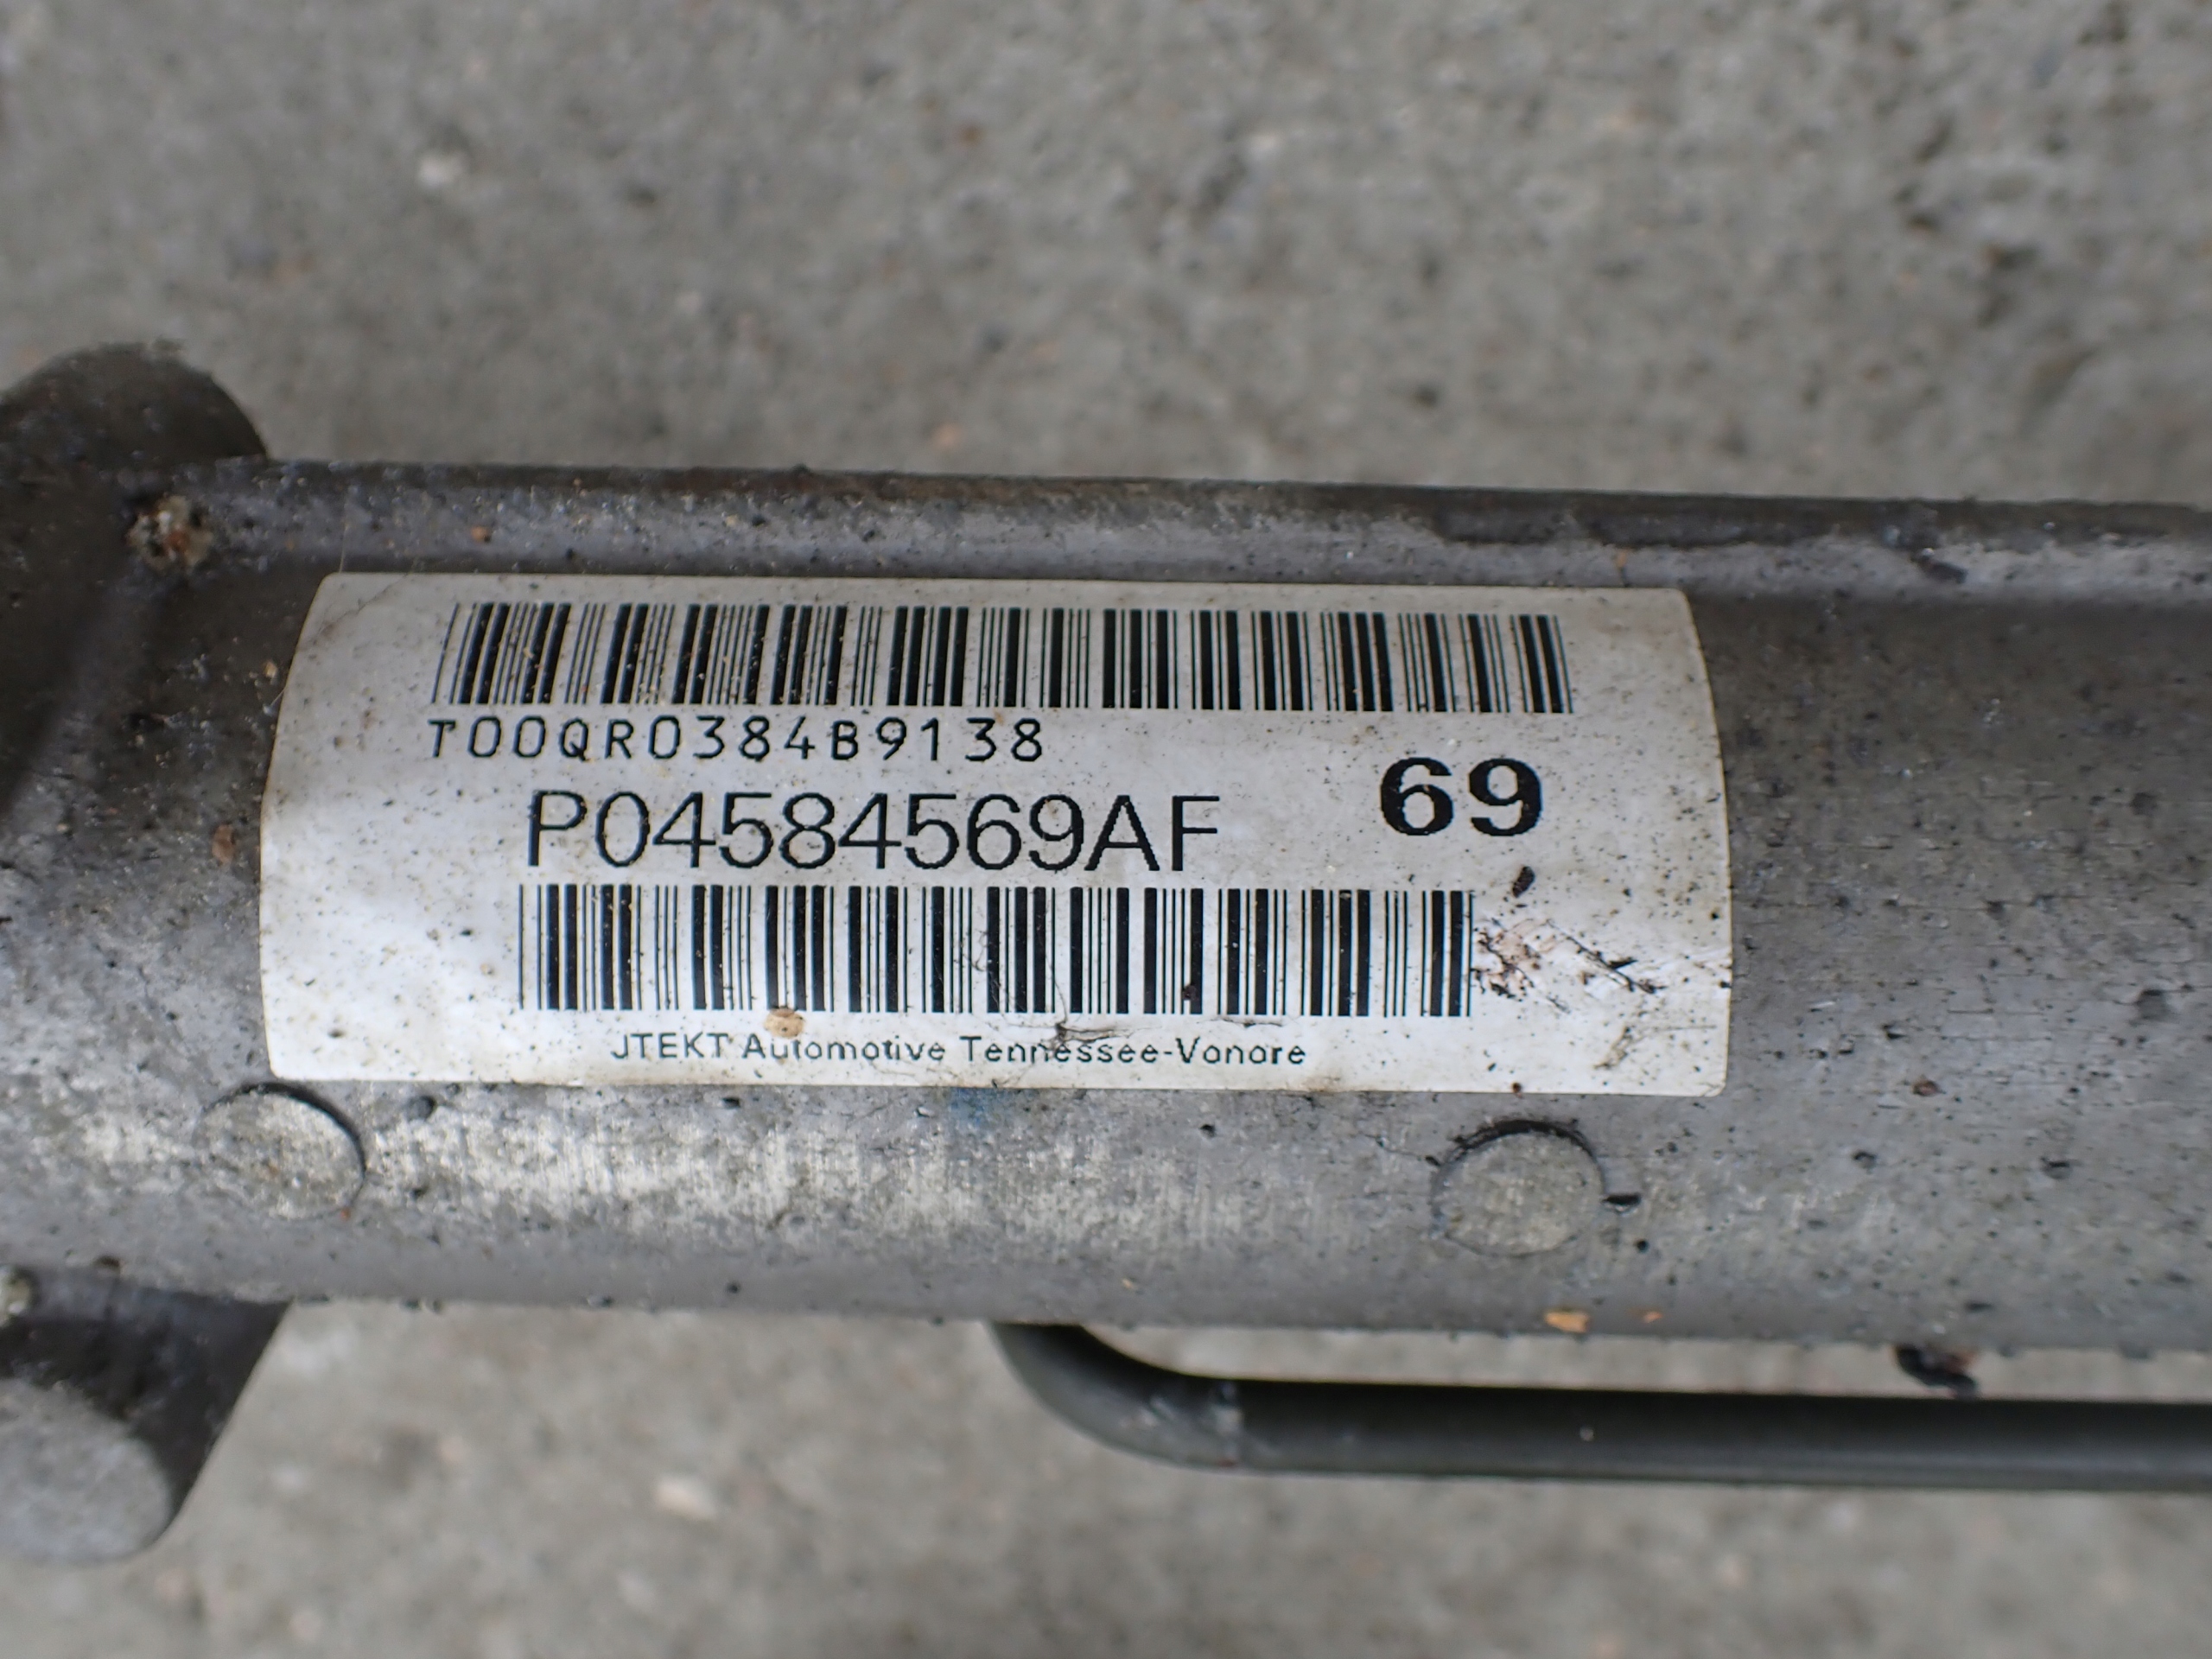 T00QR0384B9138
P04584569AF 69
JTEKT Automotive Tennessee-Vonore